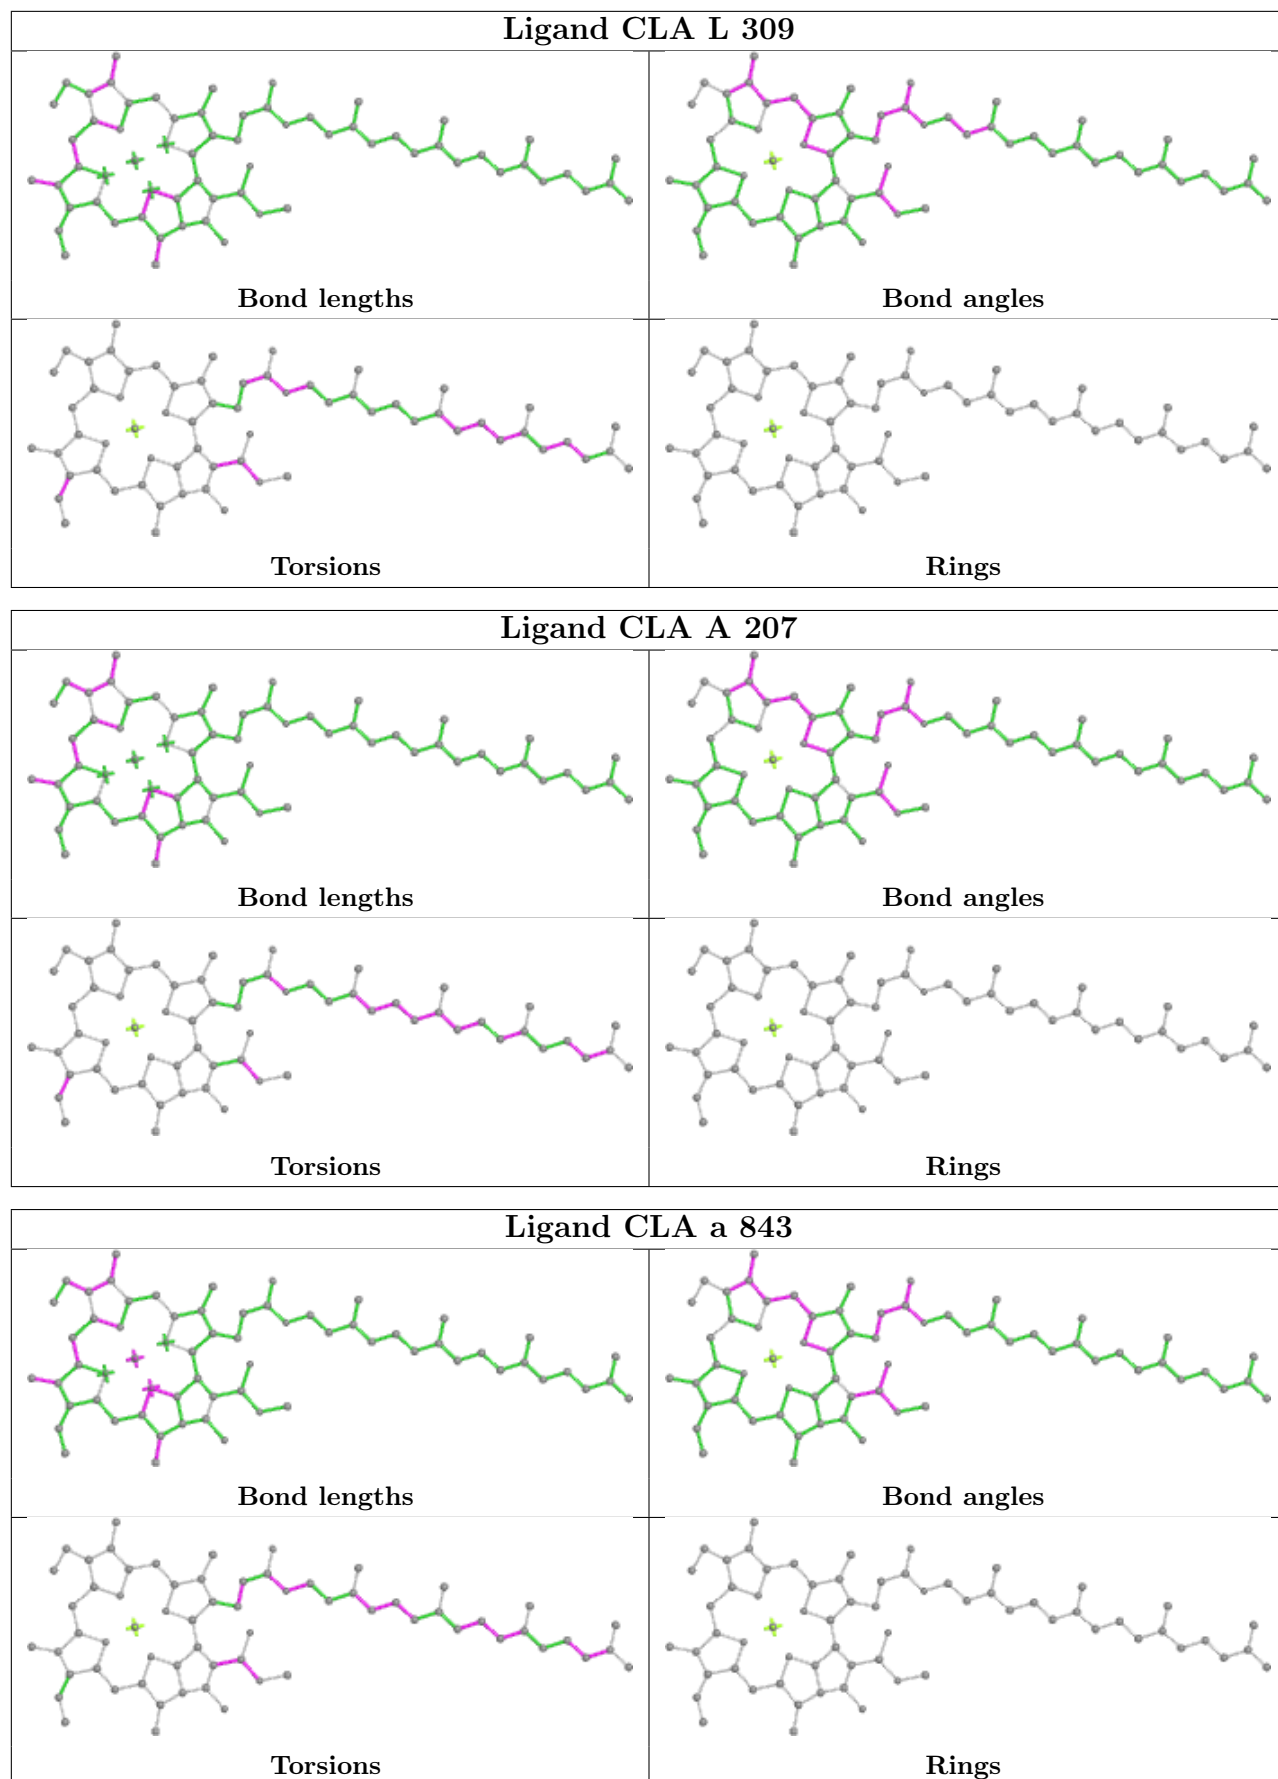 Ligand CLA L 309
Bond lengths
Bond angles
Torsions
Rings
Ligand CLA A 207
Bond lengths
Bond angles
Torsions
Rings
Ligand CLA a 843
Bond lengths
Bond angles
Torsions
Rings